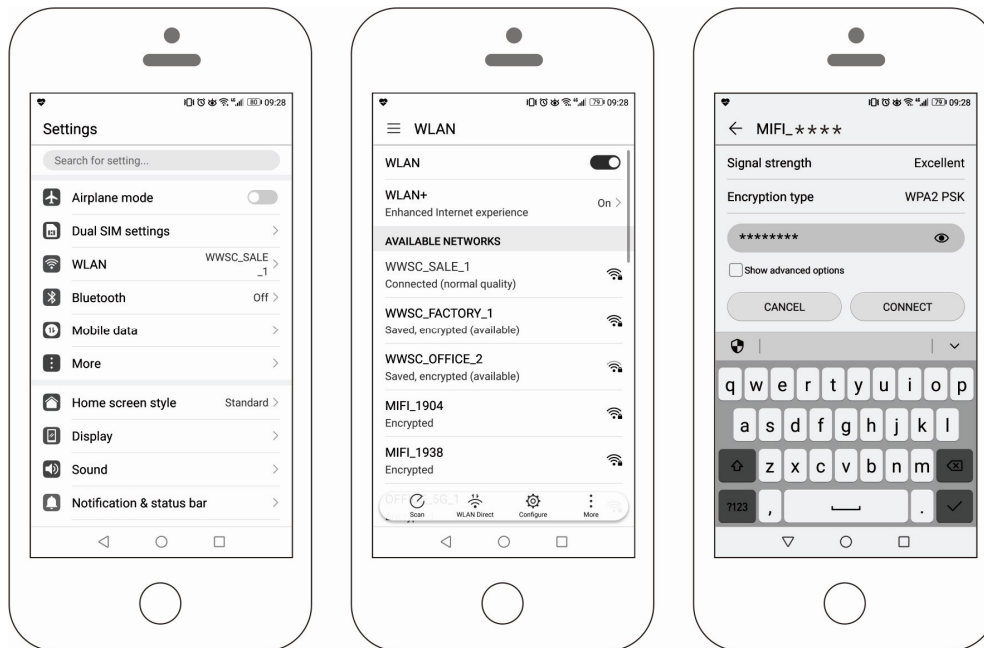 80 09:28
Settings
Search for setting...
Airplane mode
Dual SIM settings
WLAN
WWSC_SALE
_1
Bluetooth
Off
Mobile data
More
Home screen style
Standard
Display
Sound
Notification & status bar
79 09:28
WLAN
WLAN
WLAN+
Enhanced Internet experience
On
AVAILABLE NETWORKS
WWSC_SALE_1
Connected (normal quality)
WWSC_FACTORY_1
Saved, encrypted (available)
WWSC_OFFICE_2
Saved, encrypted (available)
MIFI_1904
Encrypted
MIFI_1938
Encrypted
Scan WLAN Direct Configure More
79 09:28
MIFI_****
Signal strength Excellent
Encryption type WPA2 PSK
********
Show advanced options
CANCEL CONNECT
q w e r t y u i o p
a s d f g h j k l
z x c v b n m
?123 , .